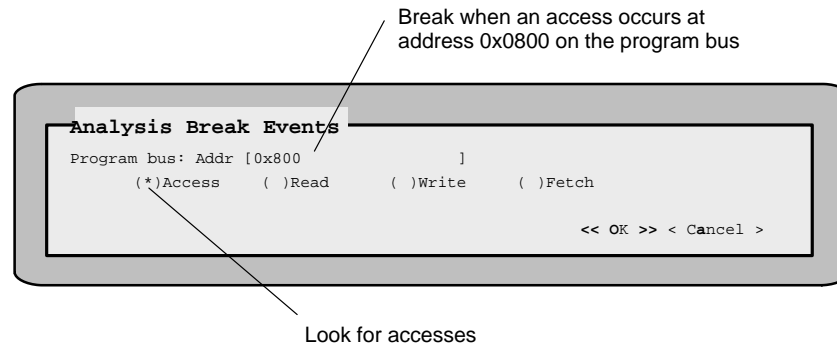 Break when an access occurs at
address 0x0800 on the program bus
Analysis Break Events
Program bus: Addr [0x800 ]
(*)Access ( )Read ( )Write ( )Fetch
<< OK >> < Cancel >
Look for accesses